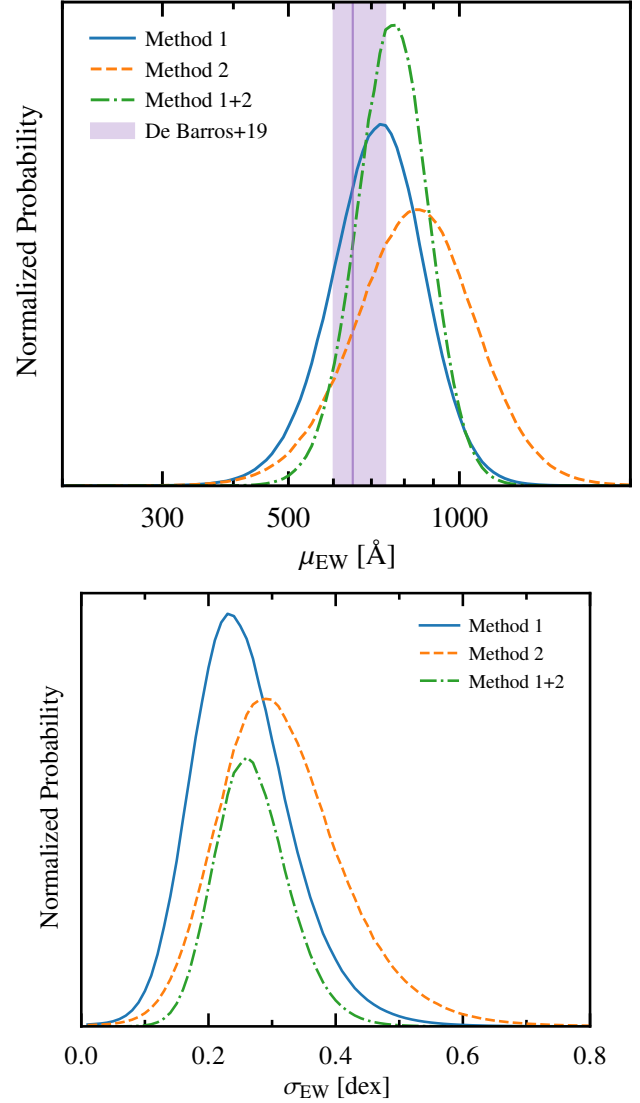 Normalized Probability
Method 1
Method 2
Method 1+2
De Barros+19
300
500
1000
μEW [Å]
Normalized Probability
Method 1
Method 2
Method 1+2
0.0
0.2
0.4
0.6
0.8
σEW [dex]